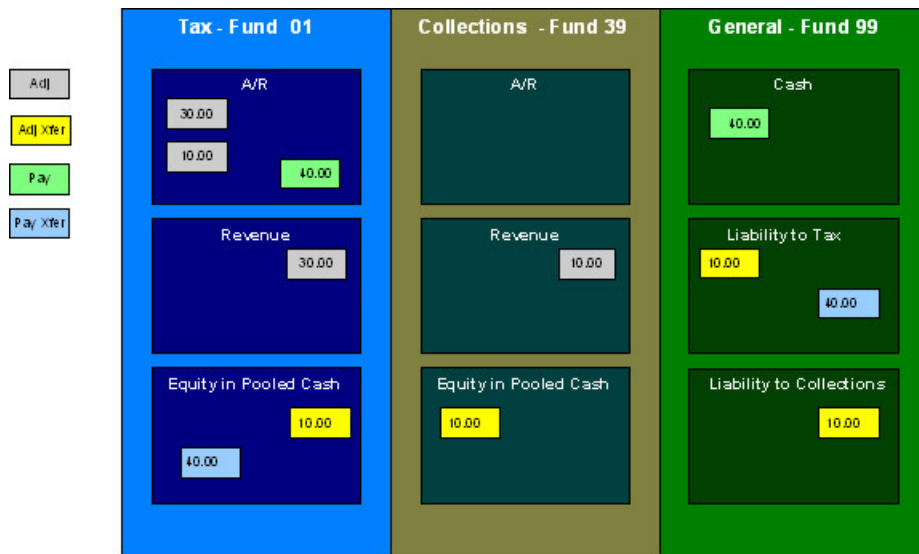 Tax - Fund 01
Collections - Fund 39
General - Fund 99
Adj
Adj Xfer
Pay
Pay Xfer
A/R
30.00
10.00
40.00
A/R
Cash
40.00
Revenue
30.00
Revenue
10.00
Liability to Tax
10.00
40.00
Equity in Pooled Cash
10.00
40.00
Equity in Pooled Cash
10.00
Liability to Collections
10.00